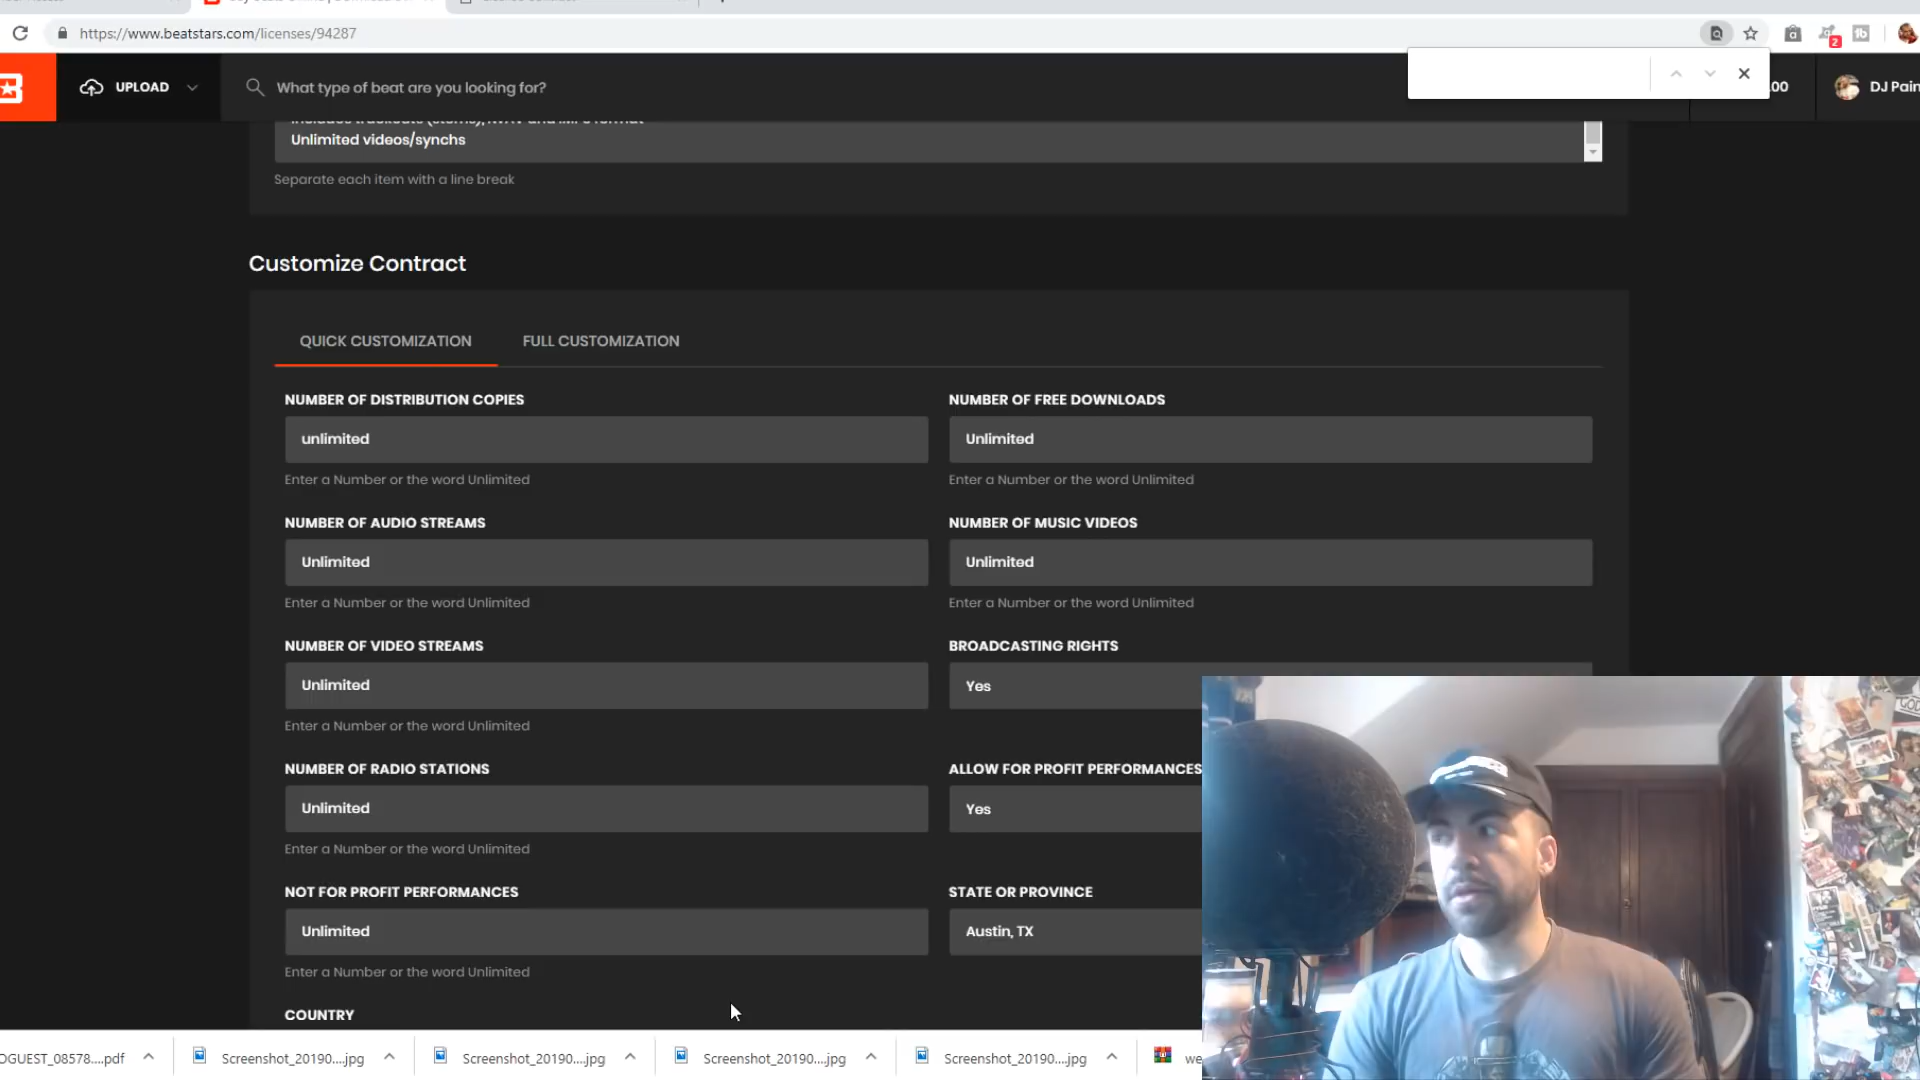 https://www.beatstars.com/licenses/94287
2
UPLOAD
What type of beat are you looking for?
.00
DJ Pain
Unlimited videos/synchs
Separate each item with a line break
Customize Contract
QUICK CUSTOMIZATION
FULL CUSTOMIZATION
NUMBER OF DISTRIBUTION COPIES
NUMBER OF FREE DOWNLOADS
unlimited
Unlimited
Enter a Number or the word Unlimited
Enter a Number or the word Unlimited
NUMBER OF AUDIO STREAMS
NUMBER OF MUSIC VIDEOS
Unlimited
Unlimited
Enter a Number or the word Unlimited
Enter a Number or the word Unlimited
NUMBER OF VIDEO STREAMS
BROADCASTING RIGHTS
Unlimited
Yes
Enter a Number or the word Unlimited
NUMBER OF RADIO STATIONS
ALLOW FOR PROFIT PERFORMANCES
Unlimited
Yes
Enter a Number or the word Unlimited
NOT FOR PROFIT PERFORMANCES
STATE OR PROVINCE
Unlimited
Austin, TX
Enter a Number or the word Unlimited
COUNTRY
OGUEST_08578....pdf
Screenshot_20190....jpg
Screenshot_20190....jpg
Screenshot_20190....jpg
Screenshot_20190....jpg
we